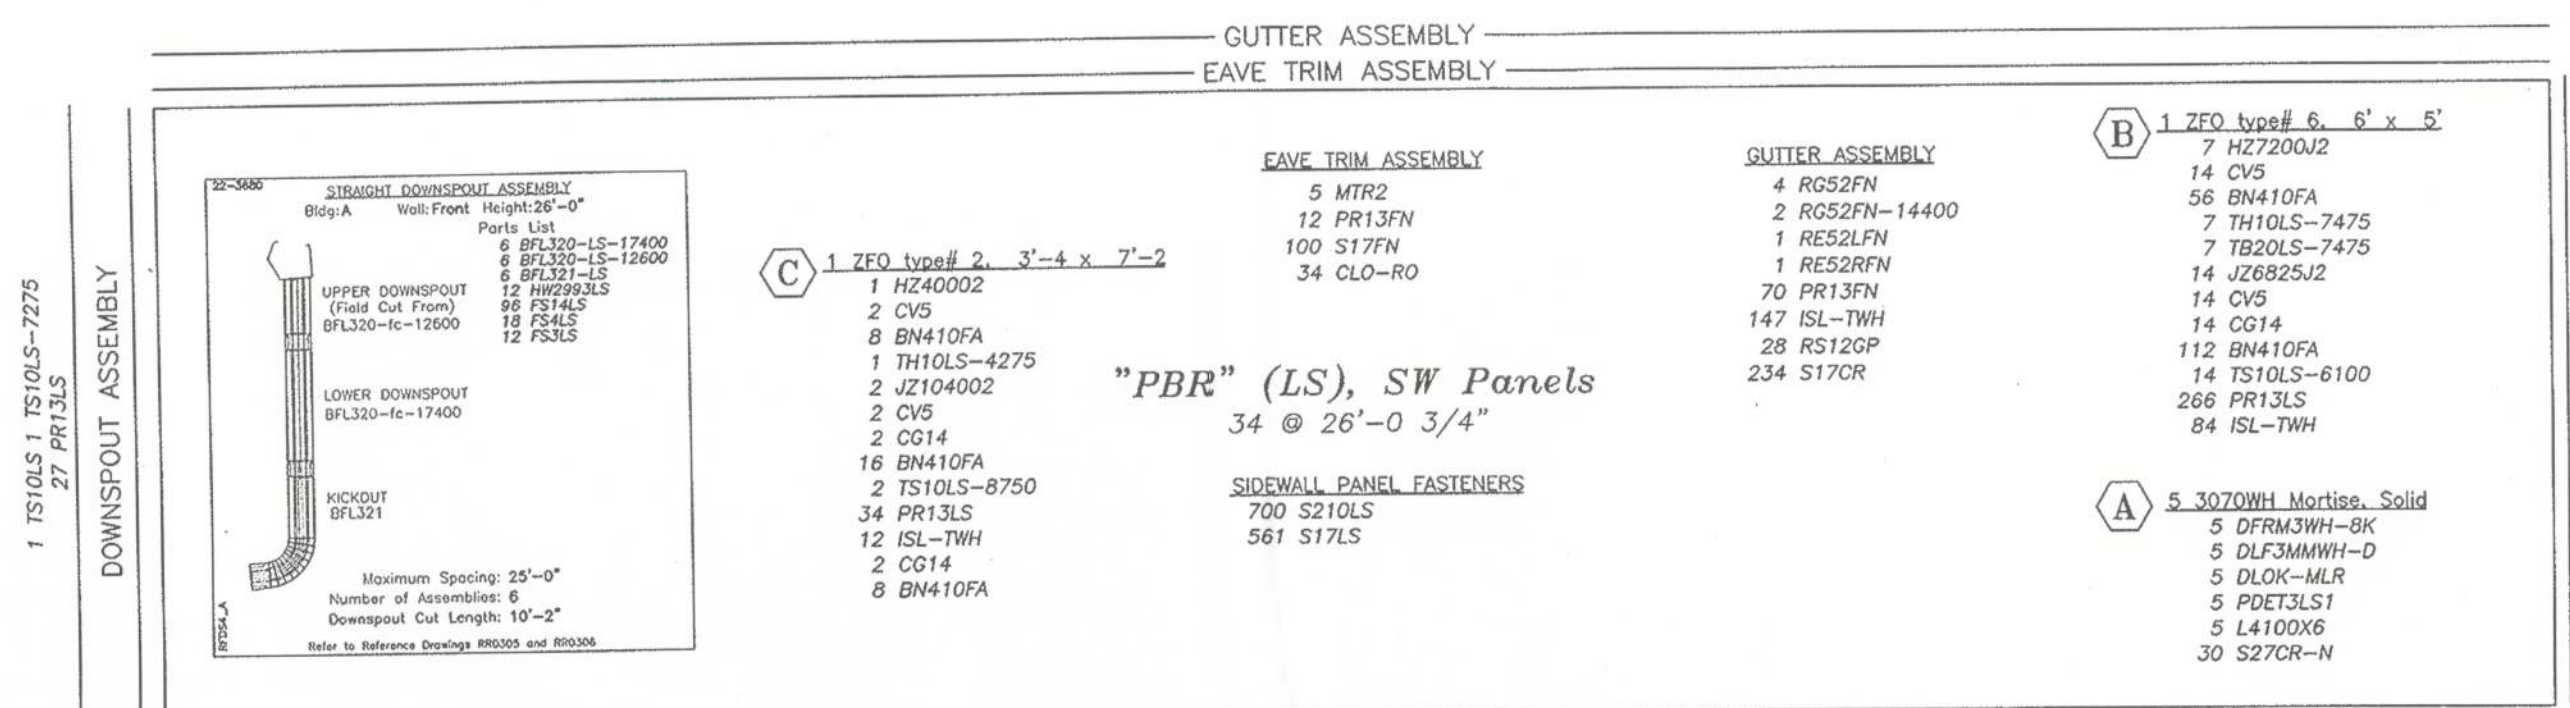 GUTTER ASSEMBLY
EAVE TRIM ASSEMBLY
1 TS10LS 1 TS10LS-7275
27 PR13LS
DOWNSPOUT ASSEMBLY
22-3680
STRAIGHT DOWNSPOUT ASSEMBLY
Bldg:A Wall:Front Height:26'-0"
Parts List
6 BFL320-LS-17400
6 BFL320-LS-12600
6 BFL321-LS
12 HW2993LS
96 FS14LS
18 FS4LS
12 FS3LS
UPPER DOWNSPOUT
(Field Cut From)
BFL320-fc-12600
LOWER DOWNSPOUT
BFL320-fc-17400
KICKOUT
BFL321
Maximum Spacing: 25'-0"
Number of Assemblies: 6
Downspout Cut Length: 10'-2"
RFDS4_A
Refer to Reference Drawings RR0305 and RR0306
C
1 ZFO type# 2, 3'-4 x 7'-2
1 HZ40002
2 CV5
8 BN410FA
1 TH10LS-4275
2 JZ104002
2 CV5
2 CG14
16 BN410FA
2 TS10LS-8750
34 PR13LS
12 ISL-TWH
2 CG14
8 BN410FA
EAVE TRIM ASSEMBLY
5 MTR2
12 PR13FN
100 S17FN
34 CLO-RO
"PBR" (LS), SW Panels
34 @ 26'-0 3/4"
SIDEWALL PANEL FASTENERS
700 S210LS
561 S17LS
GUTTER ASSEMBLY
4 RG52FN
2 RG52FN-14400
1 RE52LFN
1 RE52RFN
70 PR13FN
147 ISL-TWH
28 RS12GP
234 S17CR
B
1 ZFO type# 6, 6' x 5'
7 HZ7200J2
14 CV5
56 BN410FA
7 TH10LS-7475
7 TB20LS-7475
14 JZ6825J2
14 CV5
14 CG14
112 BN410FA
14 TS10LS-6100
266 PR13LS
84 ISL-TWH
A
5 3070WH Mortise, Solid
5 DFRM3WH-8K
5 DLF3MMWH-D
5 DLOK-MLR
5 PDET3LS1
5 L4100X6
30 S27CR-N